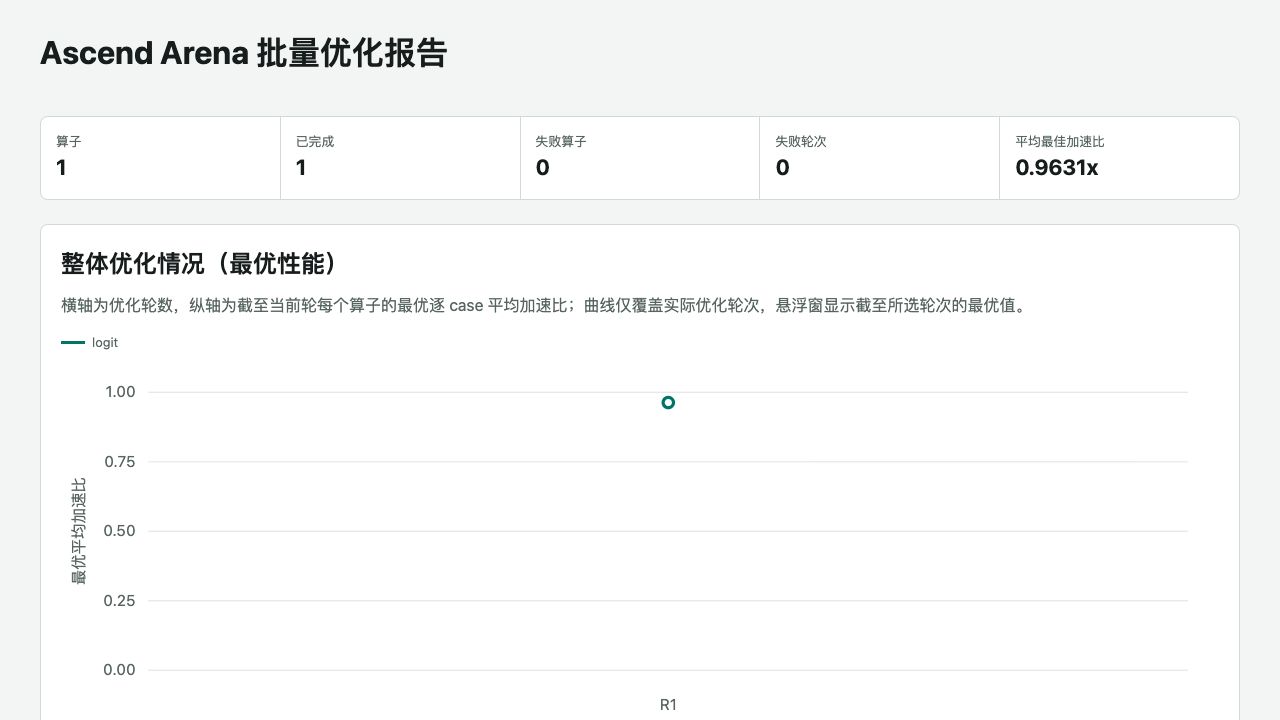 Ascend Arena 批量优化报告
算子
1
已完成
1
失败算子
0
失败轮次
0
平均最佳加速比
0.9631x
整体优化情况（最优性能）
横轴为优化轮数，纵轴为截至当前轮每个算子的最优逐 case 平均加速比；曲线仅覆盖实际优化轮次，悬浮窗显示截至所选轮次的最优值。
logit
最优平均加速比
1.00
0.75
0.50
0.25
0.00
R1